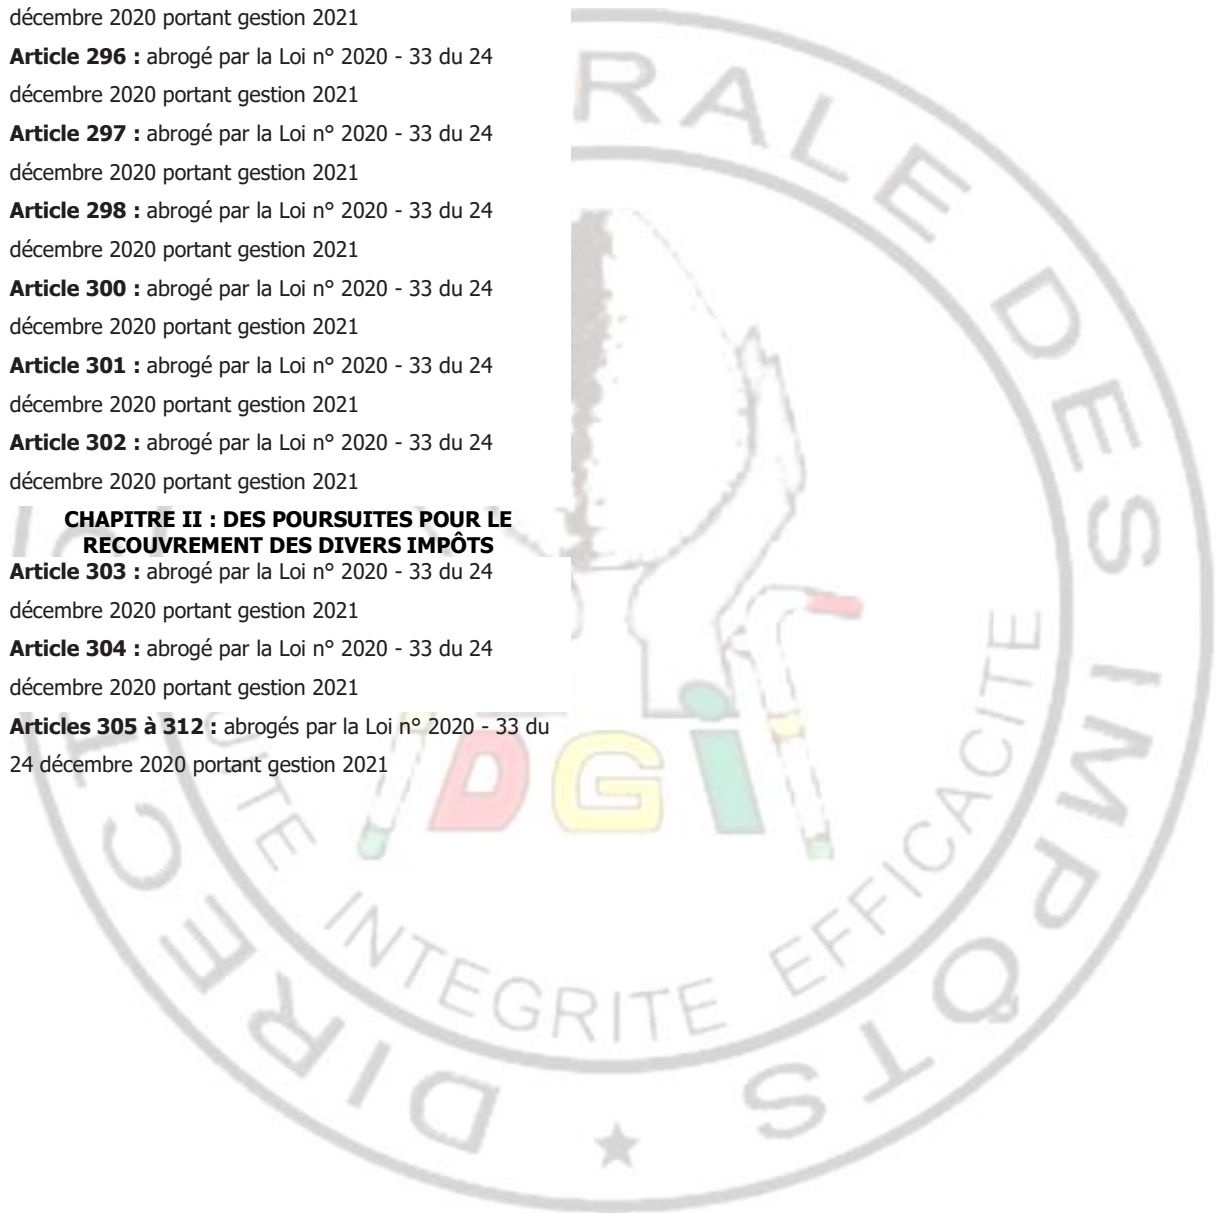 décembre 2020 portant gestion 2021
Article 296 : abrogé par la Loi n° 2020 - 33 du 24
décembre 2020 portant gestion 2021
Article 297 : abrogé par la Loi n° 2020 - 33 du 24
décembre 2020 portant gestion 2021
Article 298 : abrogé par la Loi n° 2020 - 33 du 24
décembre 2020 portant gestion 2021
Article 300 : abrogé par la Loi n° 2020 - 33 du 24
décembre 2020 portant gestion 2021
Article 301 : abrogé par la Loi n° 2020 - 33 du 24
décembre 2020 portant gestion 2021
Article 302 : abrogé par la Loi n° 2020 - 33 du 24
décembre 2020 portant gestion 2021
CHAPITRE II : DES POURSUITES POUR LE
RECOUVREMENT DES DIVERS IMPÔTS
Article 303 : abrogé par la Loi n° 2020 - 33 du 24
décembre 2020 portant gestion 2021
Article 304 : abrogé par la Loi n° 2020 - 33 du 24
décembre 2020 portant gestion 2021
Articles 305 à 312 : abrogés par la Loi n° 2020 - 33 du
24 décembre 2020 portant gestion 2021
DES IMPÔTS
INTEGRITE EFFICACITE
DGI